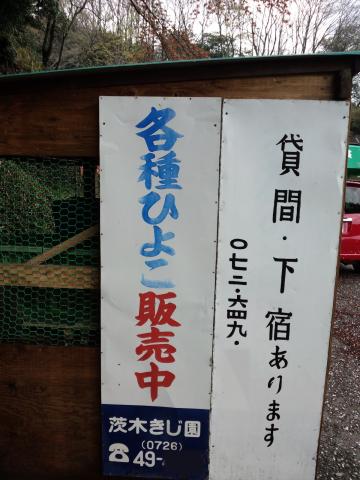 貸間・下宿あります
〇七二・六四九・
各種ひよこ販売中
茨木きじ園
(0726)
☎49-